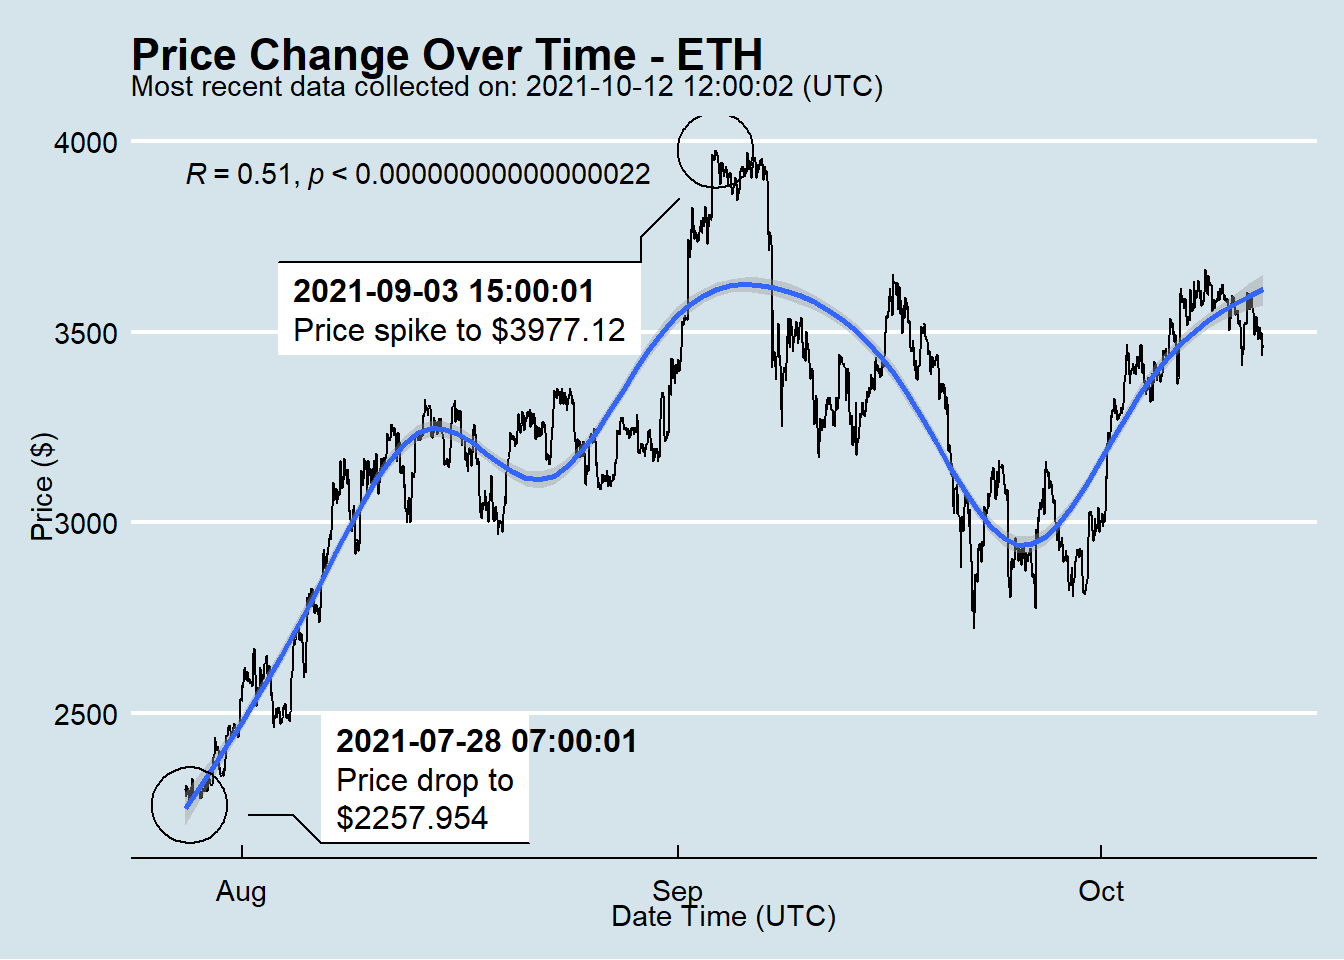 Price Change Over Time - ETH
Most recent data collected on: 2021-10-12 12:00:02 (UTC)
4000
R = 0.51, p < 0.00000000000000022
2021-09-03 15:00:01
Price spike to $3977.12
3500
Price ($)
3000
2500
2021-07-28 07:00:01
Price drop to
$2257.954
Aug
Sep
Oct
Date Time (UTC)